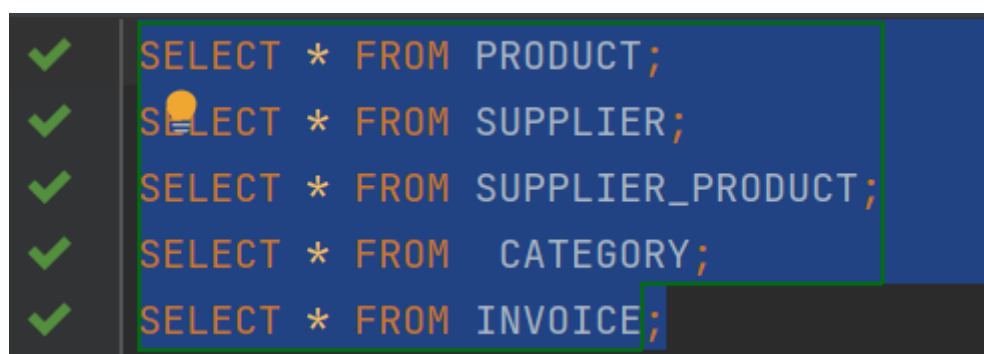 SELECT * FROM PRODUCT;
SELECT * FROM SUPPLIER;
SELECT * FROM SUPPLIER_PRODUCT;
SELECT * FROM  CATEGORY;
SELECT * FROM INVOICE;